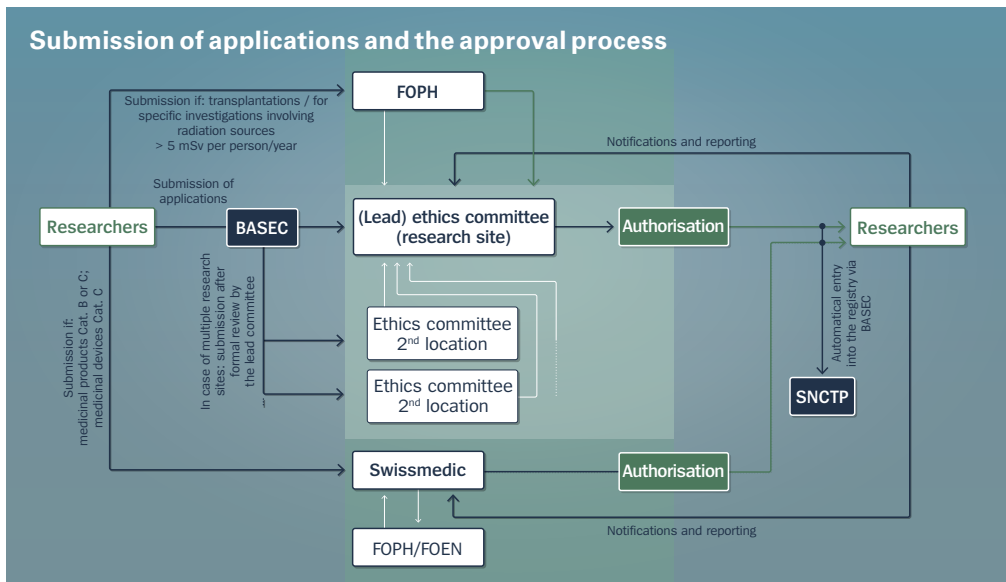 Submission of applications and the approval process
FOPH
Submission if: transplantations / for
specific investigations involving
radiation sources
> 5 mSv per person/year
Notifications and reporting
Submission of
applications
Researchers
BASEC
(Lead) ethics committee
(research site)
Authorisation
Researchers
Submission if:
medicinal products Cat. B or C;
medicinal devices Cat. C
In case of multiple research
sites: submission after
formal review by
the lead committee
Ethics committee
2nd location
Ethics committee
2nd location
Automatical entry
into the registry via
BASEC
SNCTP
Swissmedic
Authorisation
Notifications and reporting
FOPH/FOEN